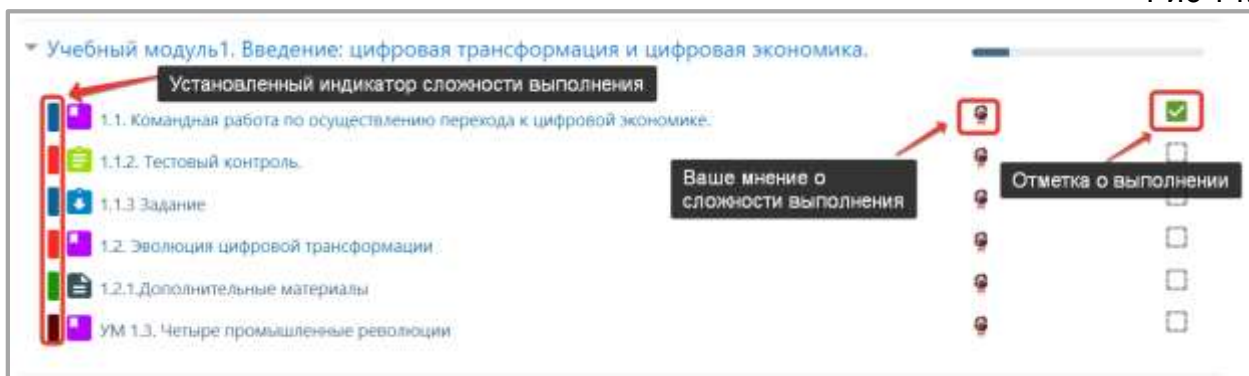 Учебный модуль1. Введение: цифровая трансформация и цифровая экономика.
Установленный индикатор сложности выполнения
1.1. Командная работа по осуществлению перехода к цифровой экономике.
1.1.2. Тестовый контроль.
Ваше мнение о
сложности выполнения
Отметка о выполнении
1.1.3 Задание
1.2. Эволюция цифровой трансформации
1.2.1.Дополнительные материалы
УМ 1.3. Четыре промышленные революции